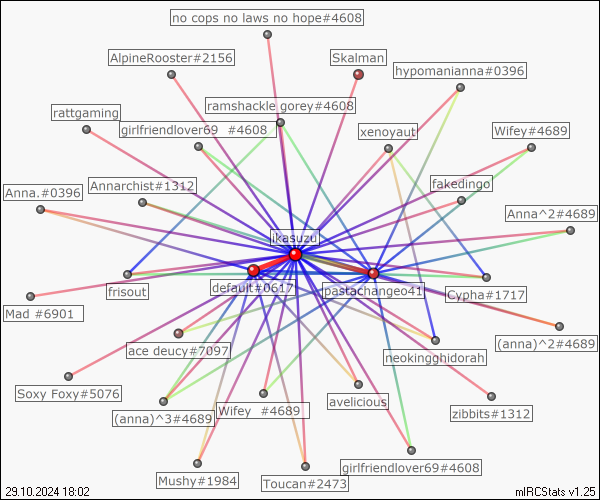 no cops no laws no hope#4608
AlpineRooster#2156
Skalman
hypomanianna#0396
rattgaming
ramshackle gorey#4608
girlfriendlover69 #4608
xenoyaut
Wifey#4689
Anna.#0396
Annarchist#1312
fakedingo
Anna^2#4689
ikasuzu
frisout
default#0617
pastachangeo41
Cypha#1717
Mad #6901
ace deucy#7097
neokingghidorah
(anna)^2#4689
Soxy Foxy#5076
(anna)^3#4689
Wifey #4689
avelicious
zibbits#1312
Mushy#1984
Toucan#2473
girlfriendlover69#4608
29.10.2024 18:02
mIRCStats v1.25